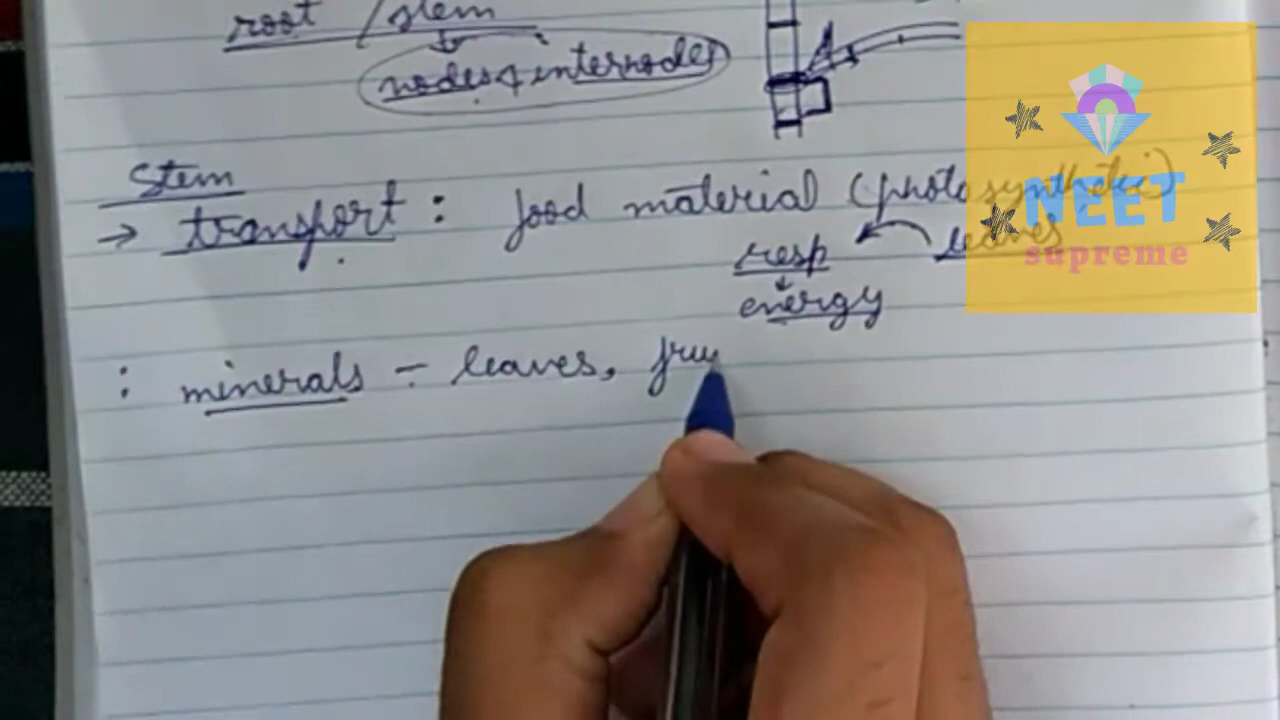 root / stem
nodes & internodes
Stem
→ transport : food material (photosynthetic)
resp leaves
energy
: minerals - leaves, fru
NEET
supreme